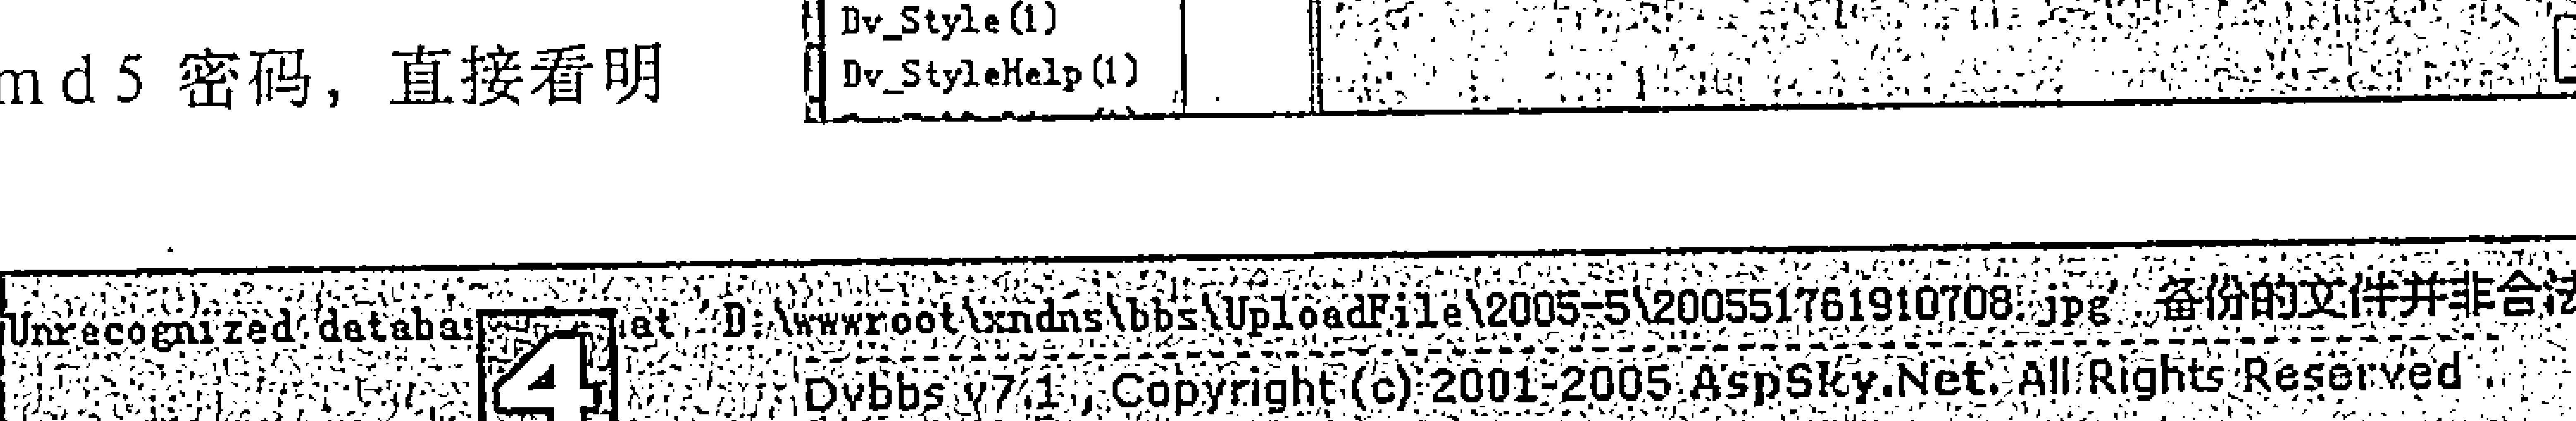 md5 密码，直接看明
Dv_Style(1)
Dv_StyleHelp(1)
Unrecognized databas at 'D:\wwwroot\xndns\bbs\UploadFile\2005-5\200551761910708.jpg'. 备份的文件并非合法
4
Dvbbs v7.1 , Copyright (c) 2001-2005 AspSky.Net. All Rights Reserved .